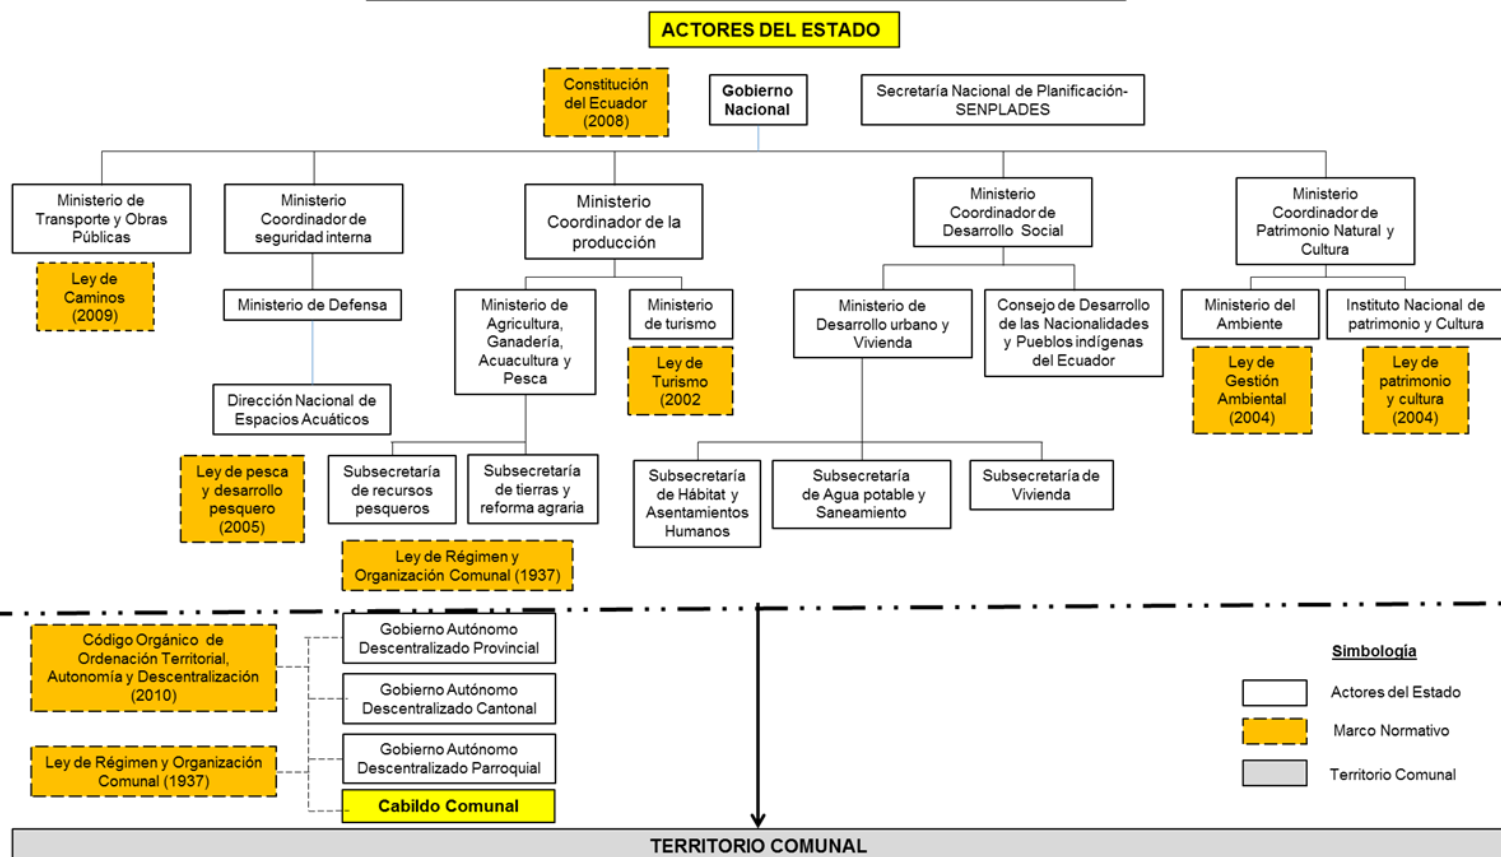 ACTORES DEL ESTADO
Constitución
del Ecuador
(2008)
Gobierno
Nacional
Secretaría Nacional de Planificación-
SENPLADES
Ministerio de
Transporte y Obras
Públicas
Ministerio
Coordinador de
seguridad interna
Ministerio
Coordinador de la
producción
Ministerio
Coordinador de
Desarrollo Social
Ministerio
Coordinador de
Patrimonio Natural y
Cultura
Ley de
Caminos
(2009)
Ministerio de Defensa
Ministerio de
Agricultura,
Ganadería,
Acuacultura y
Pesca
Ministerio
de turismo
Ministerio de
Desarrollo urbano y
Vivienda
Consejo de Desarrollo
de las Nacionalidades
y Pueblos indígenas
del Ecuador
Ministerio del
Ambiente
Instituto Nacional de
patrimonio y Cultura
Ley de
Turismo
(2002
Ley de
Gestión
Ambiental
(2004)
Ley de
patrimonio
y cultura
(2004)
Dirección Nacional de
Espacios Acuáticos
Ley de pesca
y desarrollo
pesquero
(2005)
Subsecretaría
de recursos
pesqueros
Subsecretaría
de tierras y
reforma agraria
Subsecretaría
de Hábitat y
Asentamientos
Humanos
Subsecretaría
de Agua potable y
Saneamiento
Subsecretaría de
Vivienda
Ley de Régimen y
Organización Comunal (1937)
Código Orgánico de
Ordenación Territorial,
Autonomía y Descentralización
(2010)
Gobierno Autónomo
Descentralizado Provincial
Gobierno Autónomo
Descentralizado Cantonal
Ley de Régimen y Organización
Comunal (1937)
Gobierno Autónomo
Descentralizado Parroquial
Cabildo Comunal
Simbología
Actores del Estado
Marco Normativo
Territorio Comunal
TERRITORIO COMUNAL